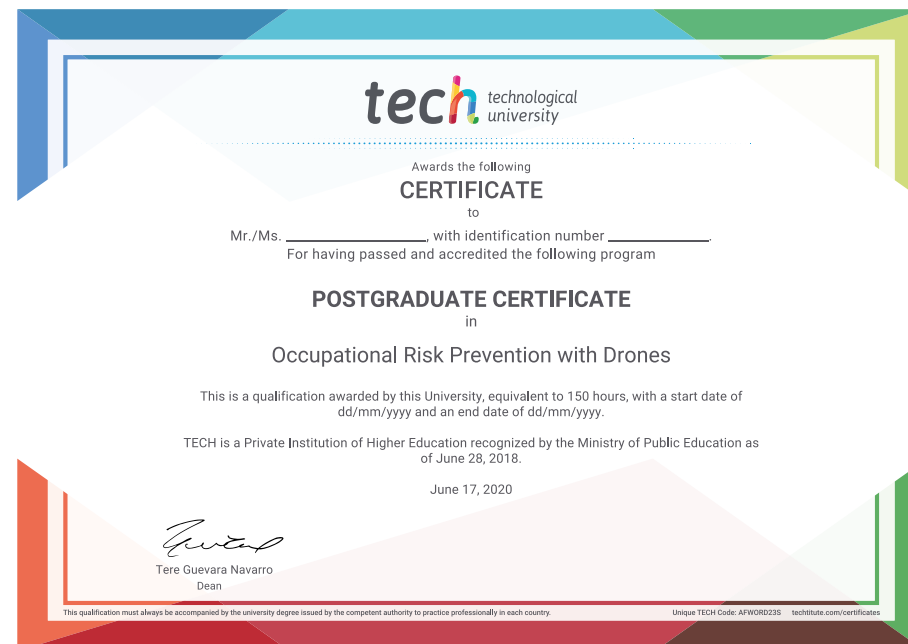 tech technological
university
Awards the following
CERTIFICATE
to
Mr./Ms. ____________, with identification number ____________.
For having passed and accredited the following program
POSTGRADUATE CERTIFICATE
in
Occupational Risk Prevention with Drones
This is a qualification awarded by this University, equivalent to 150 hours, with a start date of
dd/mm/yyyy and an end date of dd/mm/yyyy.
TECH is a Private Institution of Higher Education recognized by the Ministry of Public Education as
of June 28, 2018.
June 17, 2020
Tere Guevara Navarro
Dean
This qualification must always be accompanied by the university degree issued by the competent authority to practice professionally in each country. Unique TECH Code: AFWORD23S techtitute.com/certificates